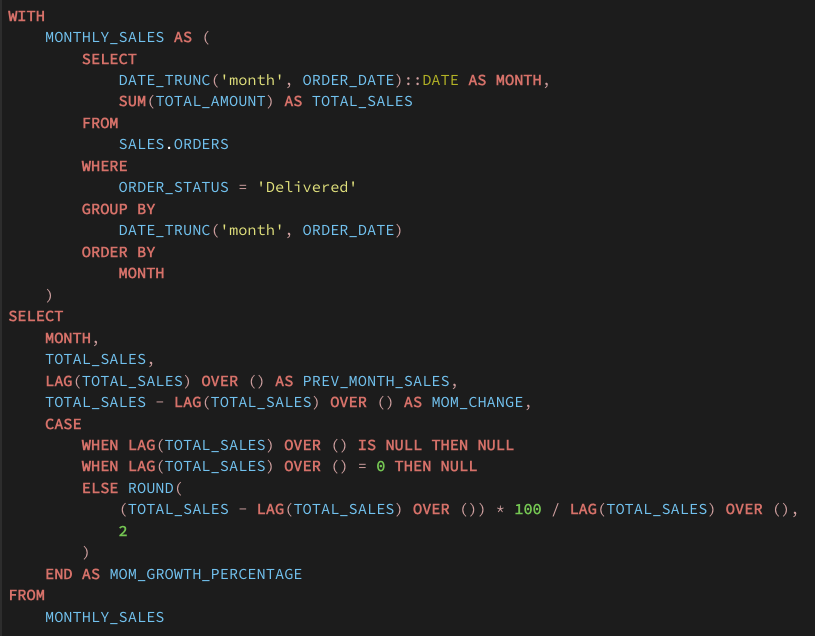 WITH
    MONTHLY_SALES AS (
        SELECT
            DATE_TRUNC('month', ORDER_DATE)::DATE AS MONTH,
            SUM(TOTAL_AMOUNT) AS TOTAL_SALES
        FROM
            SALES.ORDERS
        WHERE
            ORDER_STATUS = 'Delivered'
        GROUP BY
            DATE_TRUNC('month', ORDER_DATE)
        ORDER BY
            MONTH
    )
SELECT
    MONTH,
    TOTAL_SALES,
    LAG(TOTAL_SALES) OVER () AS PREV_MONTH_SALES,
    TOTAL_SALES - LAG(TOTAL_SALES) OVER () AS MOM_CHANGE,
    CASE
        WHEN LAG(TOTAL_SALES) OVER () IS NULL THEN NULL
        WHEN LAG(TOTAL_SALES) OVER () = 0 THEN NULL
        ELSE ROUND(
            (TOTAL_SALES - LAG(TOTAL_SALES) OVER ()) * 100 / LAG(TOTAL_SALES) OVER (),
            2
        )
    END AS MOM_GROWTH_PERCENTAGE
FROM
    MONTHLY_SALES